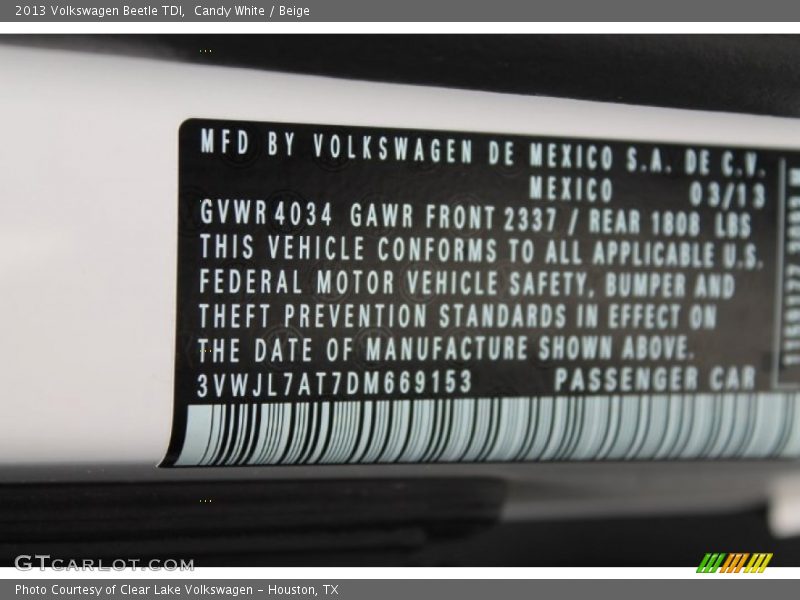 2013 Volkswagen Beetle TDI, Candy White / Beige
MFD BY VOLKSWAGEN DE MEXICO S.A. DE C.V.
MEXICO 03/13
GVWR 4034 GAWR FRONT 2337 / REAR 1808 LBS
THIS VEHICLE CONFORMS TO ALL APPLICABLE U.S.
FEDERAL MOTOR VEHICLE SAFETY, BUMPER AND
THEFT PREVENTION STANDARDS IN EFFECT ON
THE DATE OF MANUFACTURE SHOWN ABOVE.
3VWJL7AT7DM669153 PASSENGER CAR
GTCARLOT.COM
Photo Courtesy of Clear Lake Volkswagen - Houston, TX